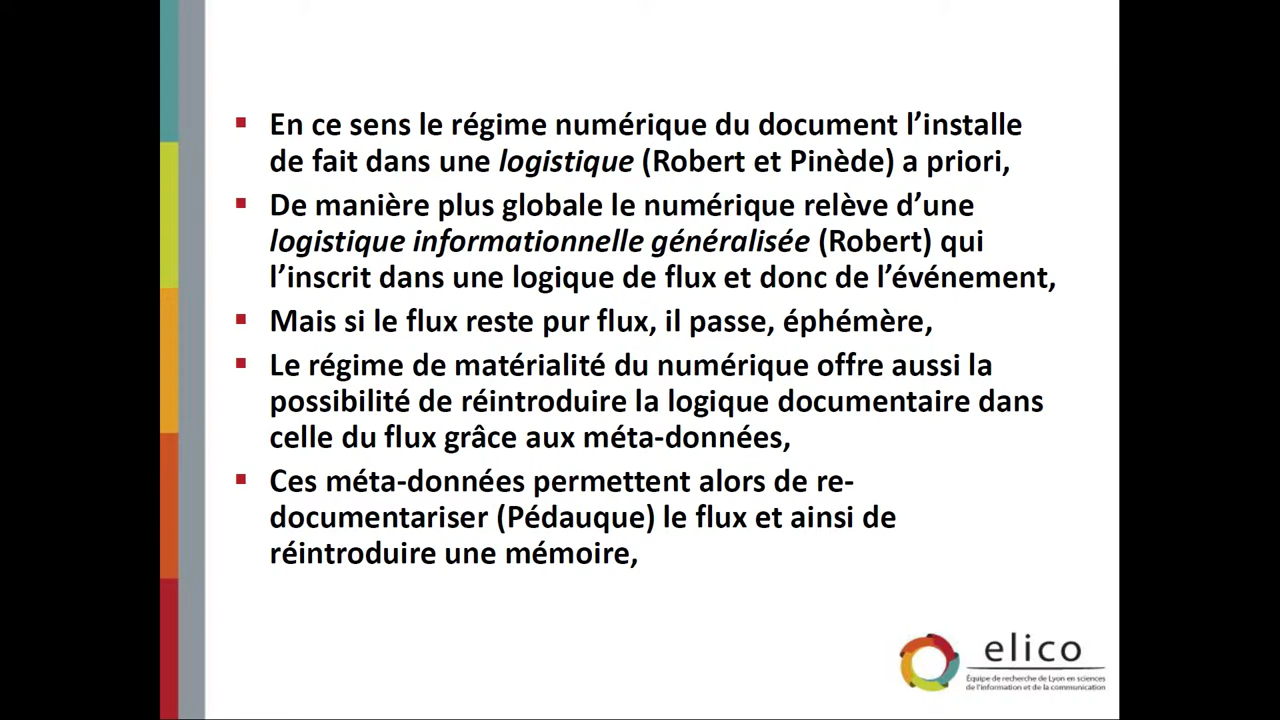 En ce sens le régime numérique du document l’installe
de fait dans une logistique (Robert et Pinède) a priori,
De manière plus globale le numérique relève d’une
logistique informationnelle généralisée (Robert) qui
l’inscrit dans une logique de flux et donc de l’événement,
Mais si le flux reste pur flux, il passe, éphémère,
Le régime de matérialité du numérique offre aussi la
possibilité de réintroduire la logique documentaire dans
celle du flux grâce aux méta-données,
Ces méta-données permettent alors de re-
documentariser (Pédauque) le flux et ainsi de
réintroduire une mémoire,
elico
Équipe de recherche de Lyon en sciences
de l'information et de la communication